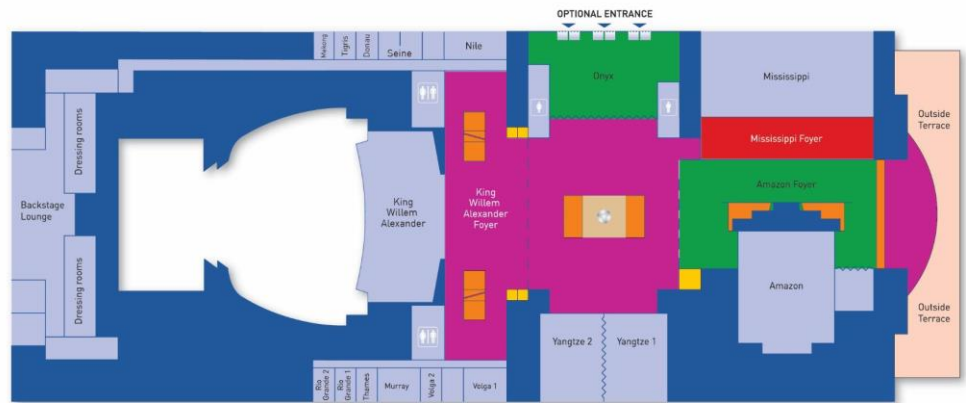 OPTIONAL ENTRANCE
Mekong
Tigris
Donau
Seine
Nile
Onyx
Mississippi
Outside
Terrace
Mississippi Foyer
Dressing rooms
Amazon Foyer
Backstage
Lounge
King
Willem
Alexander
King
Willem
Alexander
Foyer
Dressing rooms
Amazon
Outside
Terrace
Yangtze 2
Yangtze 1
Rio
Grande 2
Rio
Grande 1
Thames
Murray
Volga 2
Volga 1